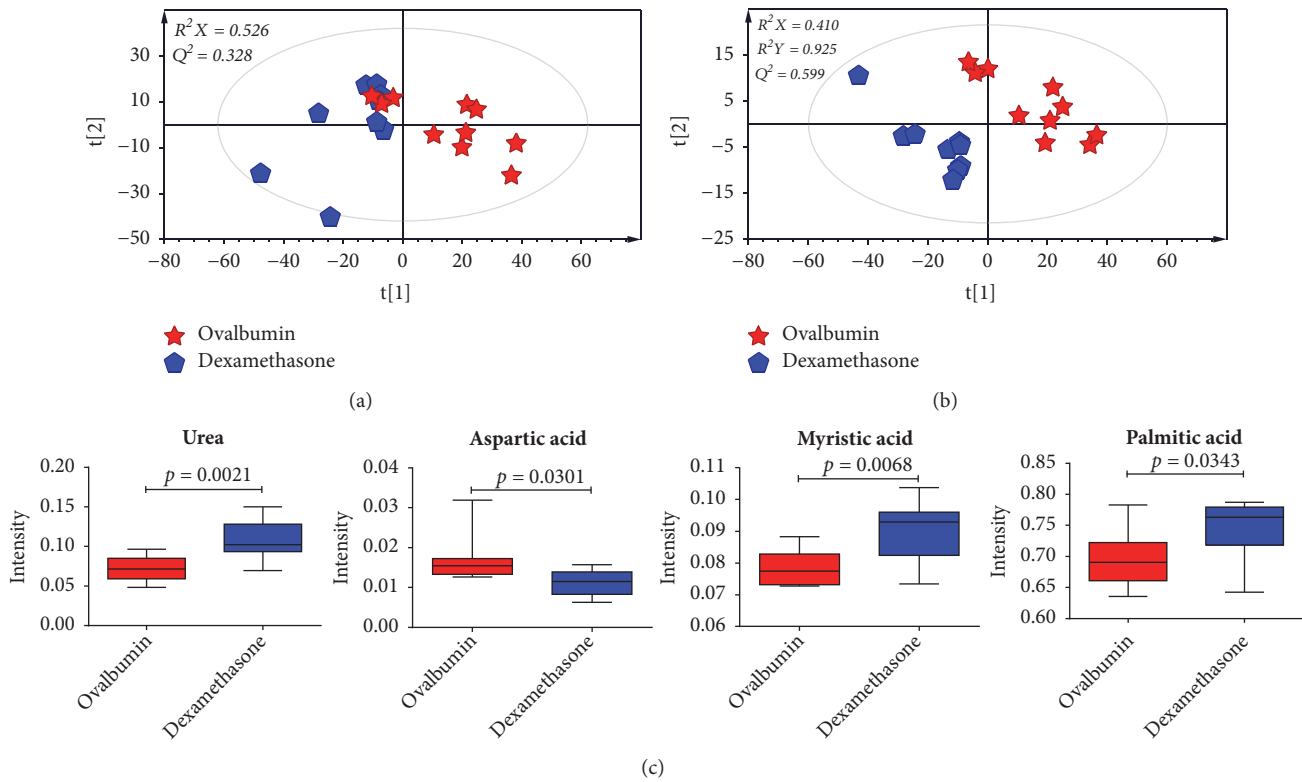 R² X = 0.526
Q² = 0.328
30
10
−10
−30
−50
t[2]
−80 −60 −40 −20 0 20 40 60
t[1]
Ovalbumin
Dexamethasone
(a)
R² X = 0.410
R² Y = 0.925
Q² = 0.599
15
5
−5
−15
−25
t[2]
−80 −60 −40 −20 0 20 40 60
t[1]
Ovalbumin
Dexamethasone
(b)
Urea
p = 0.0021
0.20
0.15
0.10
0.05
0.00
Intensity
Ovalbumin
Dexamethasone
Aspartic acid
p = 0.0301
0.04
0.03
0.02
0.01
0.00
Intensity
Ovalbumin
Dexamethasone
Myristic acid
p = 0.0068
0.11
0.10
0.09
0.08
0.07
0.06
Intensity
Ovalbumin
Dexamethasone
Palmitic acid
p = 0.0343
0.85
0.80
0.75
0.70
0.65
0.60
Intensity
Ovalbumin
Dexamethasone
(c)